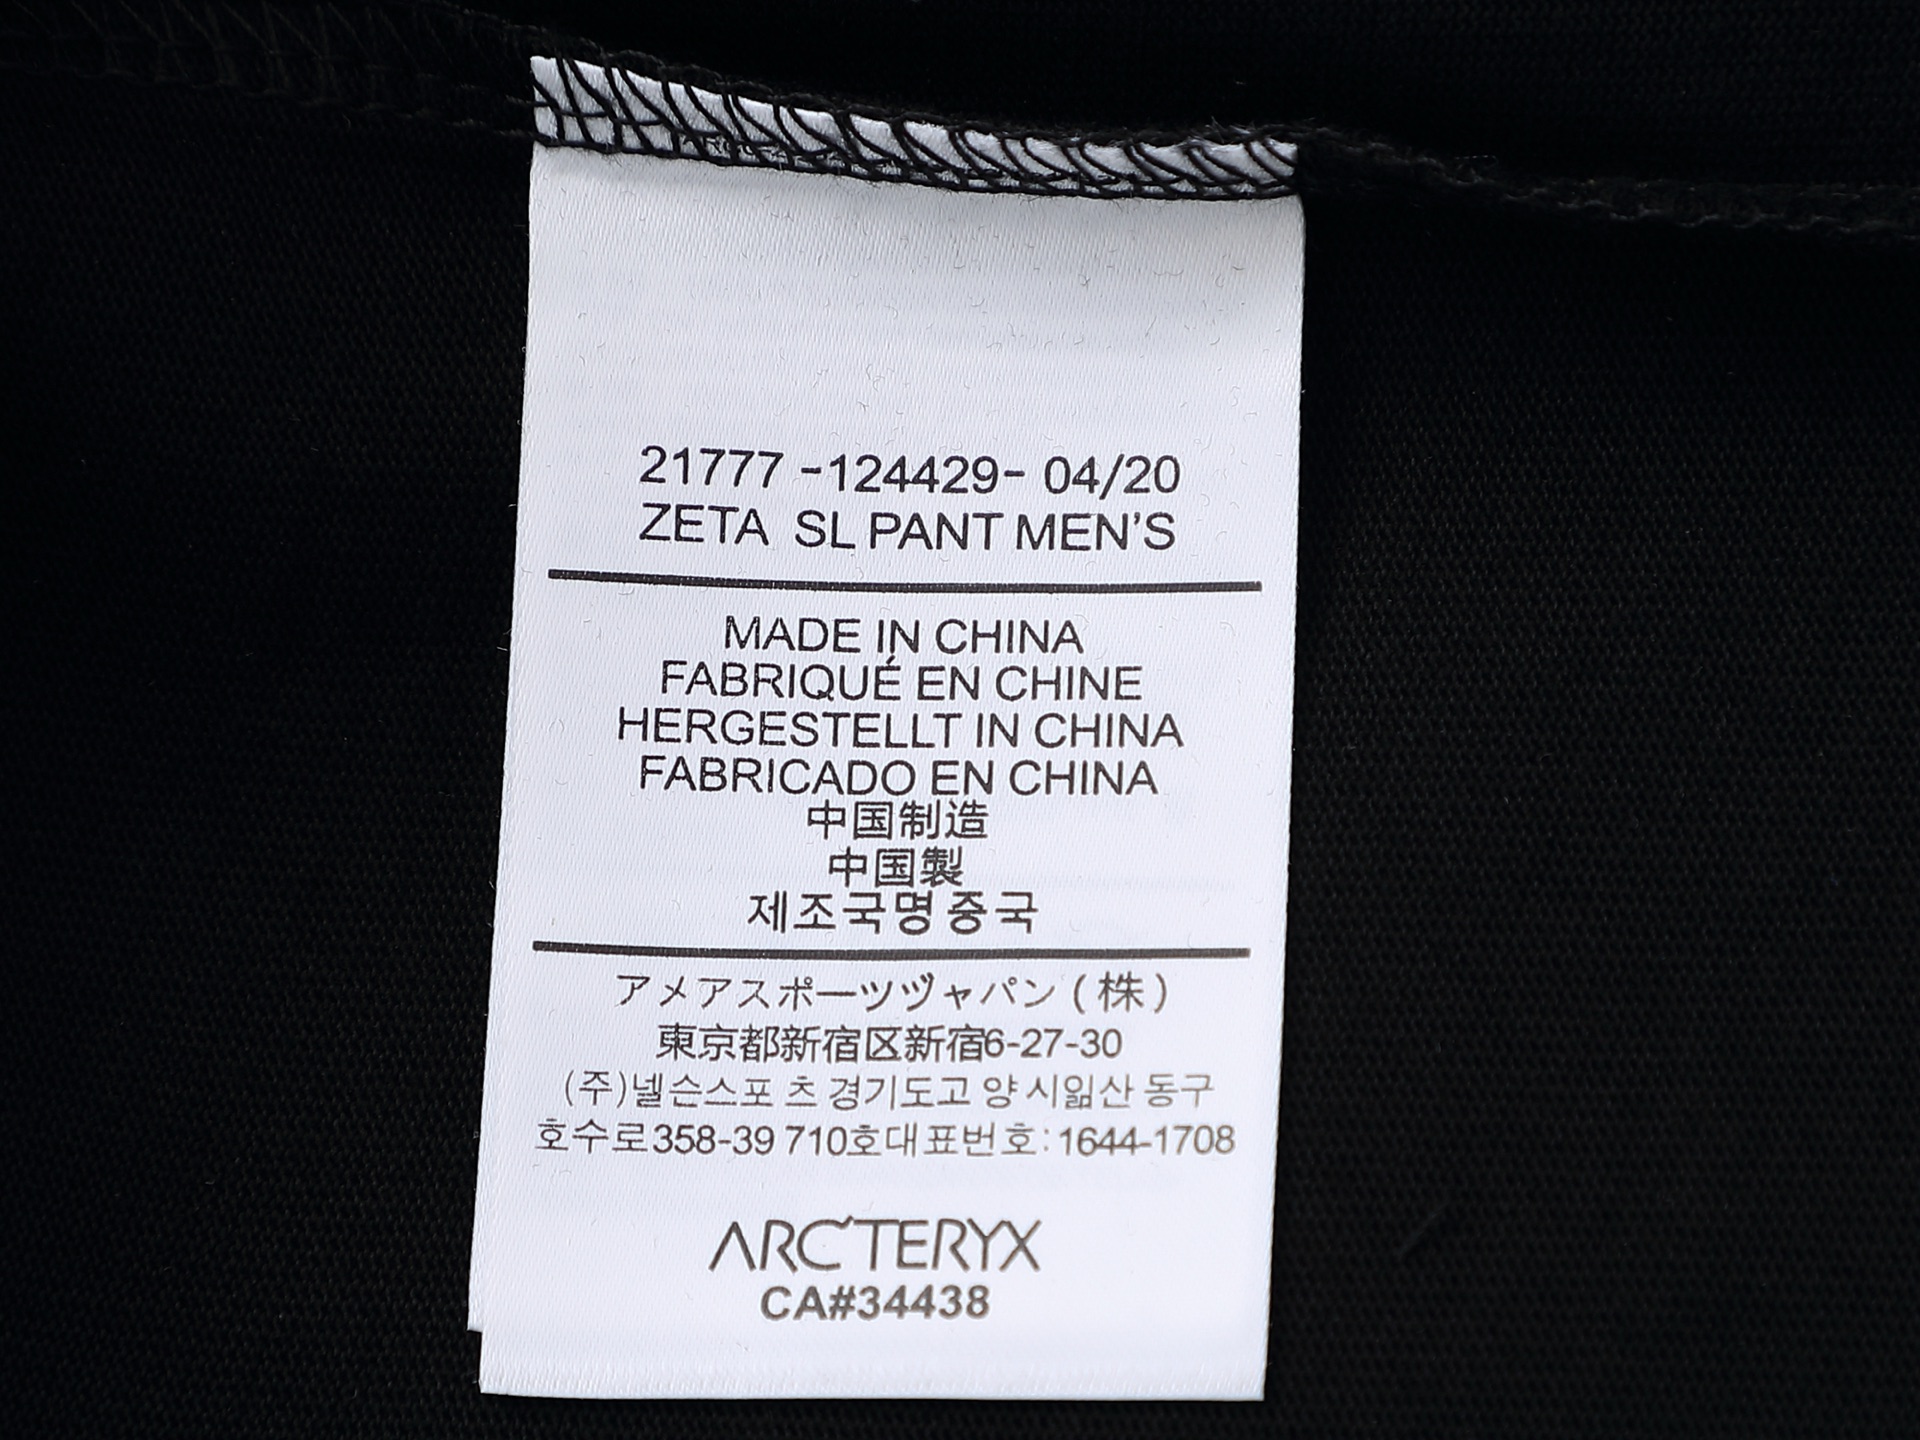 21777 -124429- 04/20
ZETA SL PANT MEN'S
MADE IN CHINA
FABRIQUÉ EN CHINE
HERGESTELLT IN CHINA
FABRICADO EN CHINA
中国制造
中国製
제조국명 중국
アメアスポーツヅャパン (株)
東京都新宿区新宿6-27-30
(주)넬슨스포 츠 경기도고 양 시잂산 동구
호수로358-39 710호대표번호: 1644-1708
ARC'TERYX
CA#34438